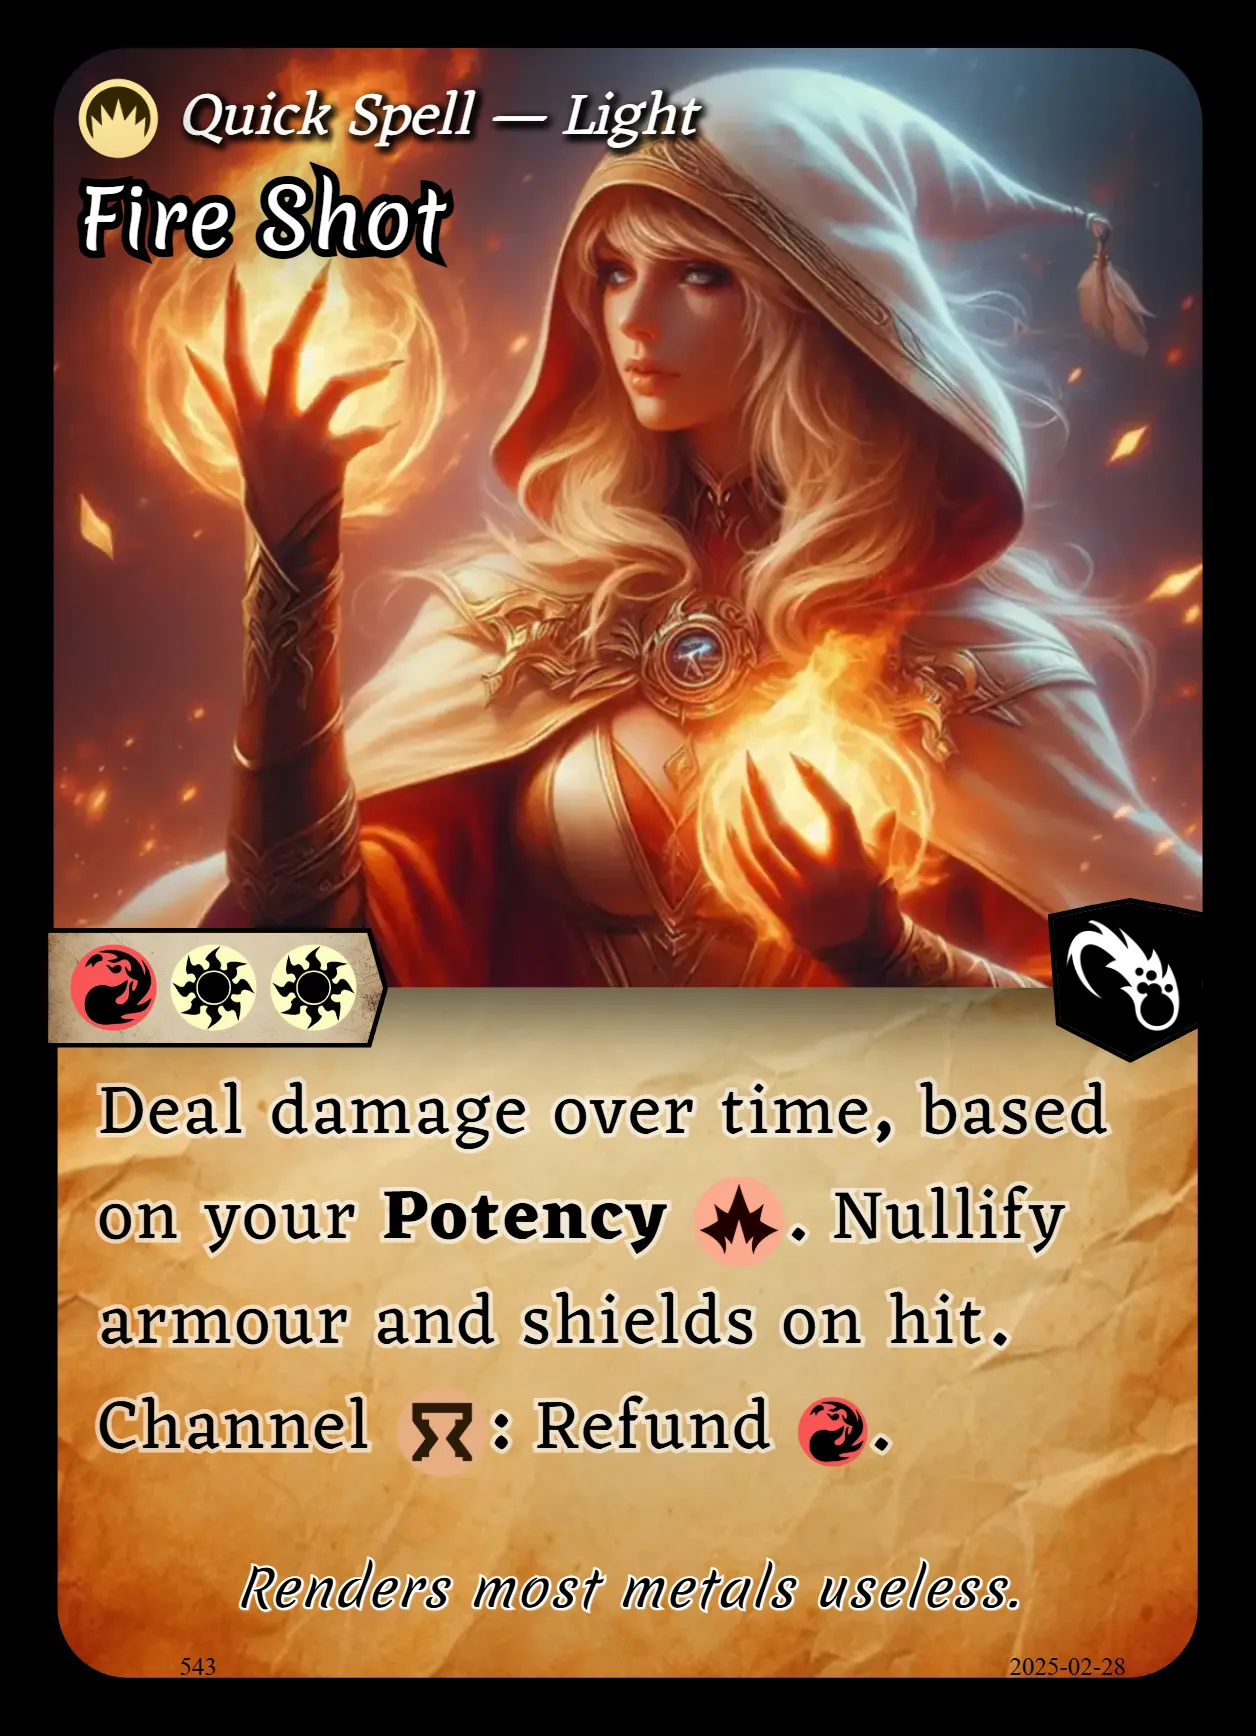 Quick Spell — Light
Fire Shot
Deal damage over time, based
on your Potency . Nullify
armour and shields on hit.
Channel : Refund .
Renders most metals useless.
543
2025-02-28